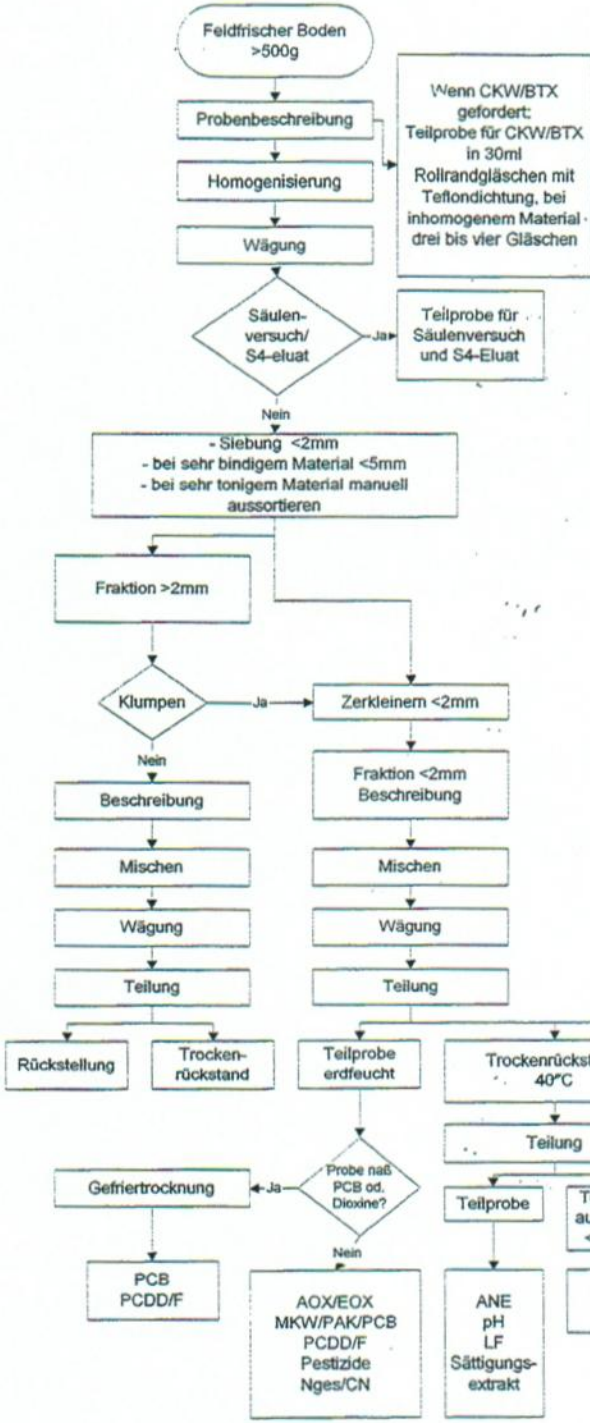 Feldfrischer Boden
>500g
Probenbeschreibung
Wenn CKW/BTX
gefordert:
Teilprobe für CKW/BTX
in 30ml
Rollrandgläschen mit
Teflondichtung, bei
inhomogenem Material
drei bis vier Gläschen
Homogenisierung
Wägung
Säulen-
versuch/
S4-eluat
Ja
Teilprobe für
Säulenversuch
und S4-Eluat
Nein
- Siebung <2mm
- bei sehr bindigem Material <5mm
- bei sehr tonigem Material manuell
aussortieren
Fraktion >2mm
Klumpen
Ja
Zerkleinern <2mm
Nein
Beschreibung
Fraktion <2mm
Beschreibung
Mischen
Mischen
Wägung
Wägung
Teilung
Teilung
Rückstellung
Trocken-
rückstand
Teilprobe
erdfeucht
Trockenrückst
40°C
Teilung
Probe naß
PCB od.
Dioxine?
Ja
Gefriertrocknung
Nein
Teilprobe
T
au
<
PCB
PCDD/F
AOX/EOX
MKW/PAK/PCB
PCDD/F
Pestizide
Nges/CN
ANE
pH
LF
Sättigungs-
extrakt